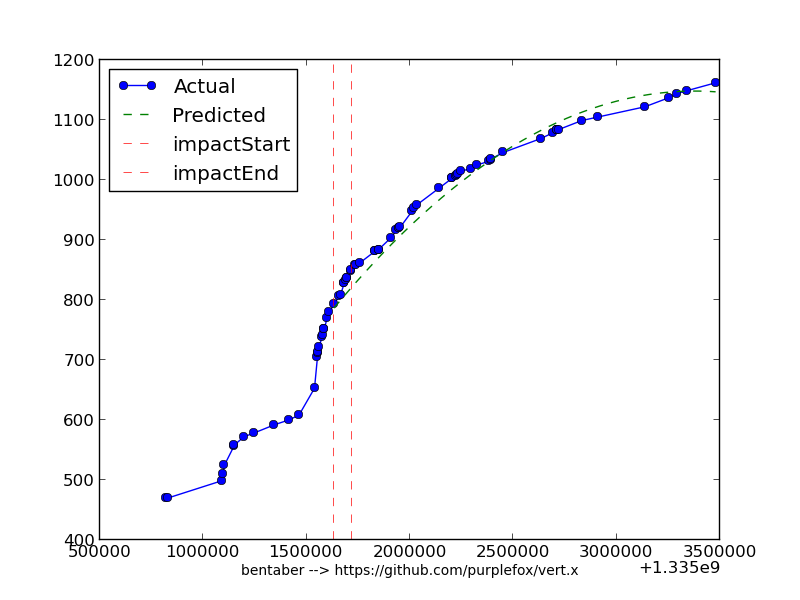 1200
1100
1000
900
800
700
600
500
400
Actual
Predicted
impactStart
impactEnd
500000 1000000 1500000 2000000 2500000 3000000 3500000
+1.335e9
bentaber --> https://github.com/purplefox/vert.x